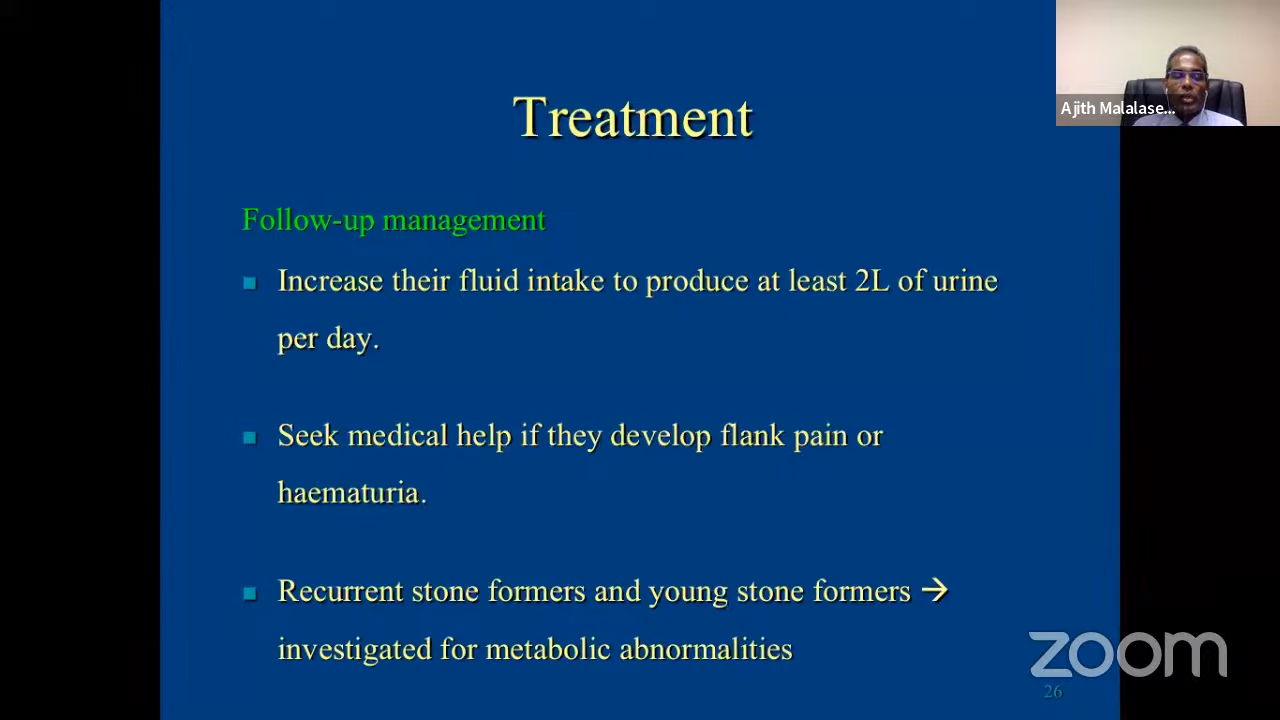 Treatment
Ajith Malalase...
Follow-up management
Increase their fluid intake to produce at least 2L of urine
per day.
Seek medical help if they develop flank pain or
haematuria.
Recurrent stone formers and young stone formers →
investigated for metabolic abnormalities
zoom
26